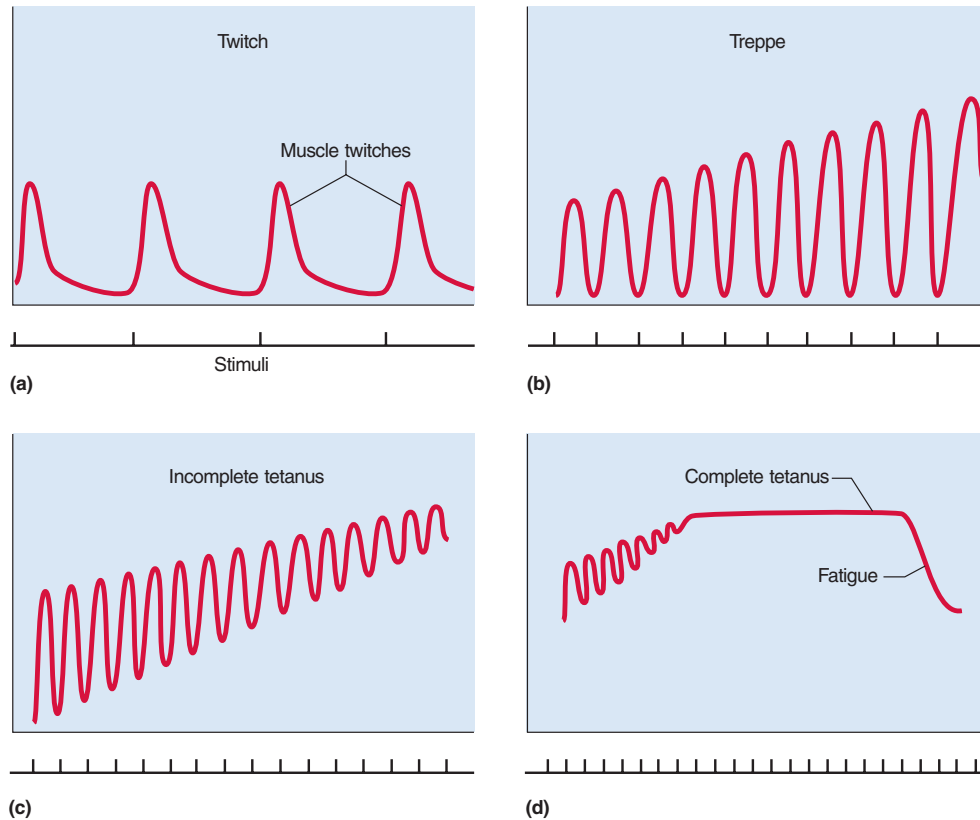 Twitch
Muscle twitches
Stimuli
(a)
Treppe
(b)
Incomplete tetanus
(c)
Complete tetanus
Fatigue
(d)